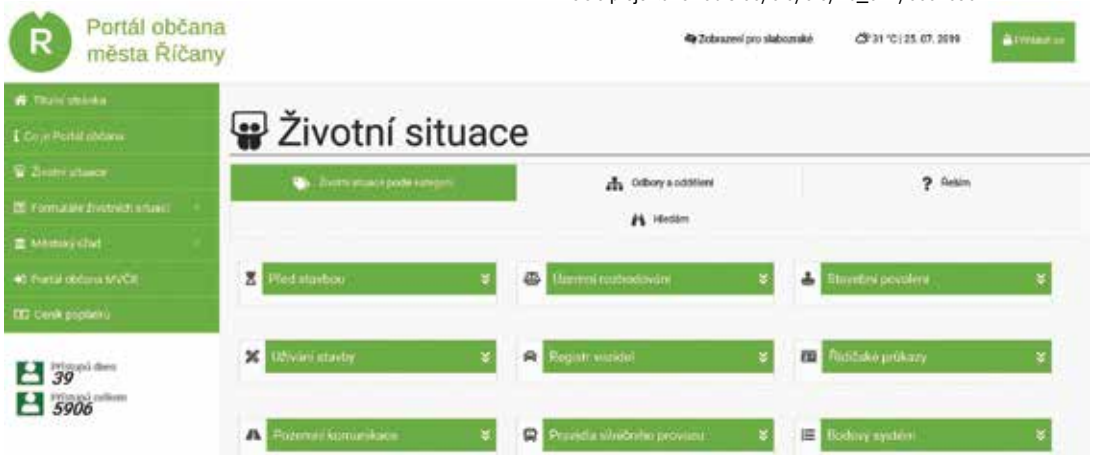 Portál občana
města Říčany
Zobrazení pro slabozraké
31 °C | 25. 07. 2019
Přihlásit se
Titulní stránka
Co je Portál občana
Životní situace
Formuláře životních situací
Městský úřad
Portál občana MVČR
Ceník poplatků
Přístupů dnes
39
Přístupů celkem
5906
Životní situace
Životní situace podle kategorií
Odbory a oddělení
Řeším
Hledám
Před stavbou
Územní rozhodování
Stavební povolení
Užívání stavby
Registr vozidel
Řidičské průkazy
Pozemní komunikace
Pravidla silničního provozu
Bodový systém